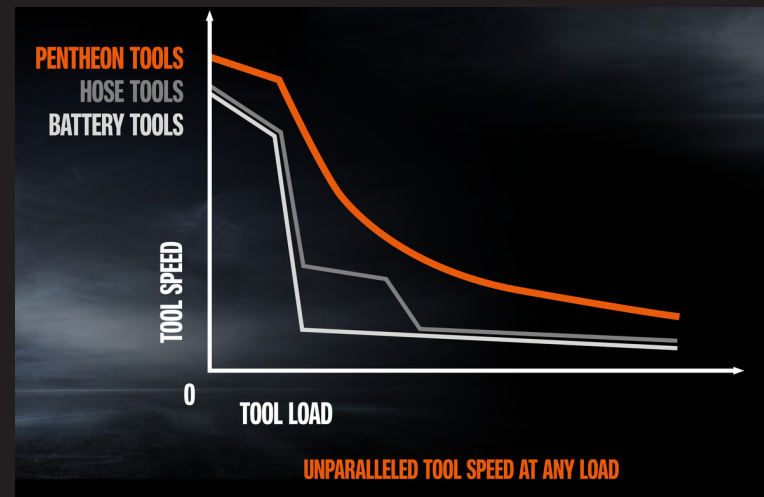 PENTHEON TOOLS
HOSE TOOLS
BATTERY TOOLS
TOOL SPEED
0
TOOL LOAD
UNPARALLELED TOOL SPEED AT ANY LOAD